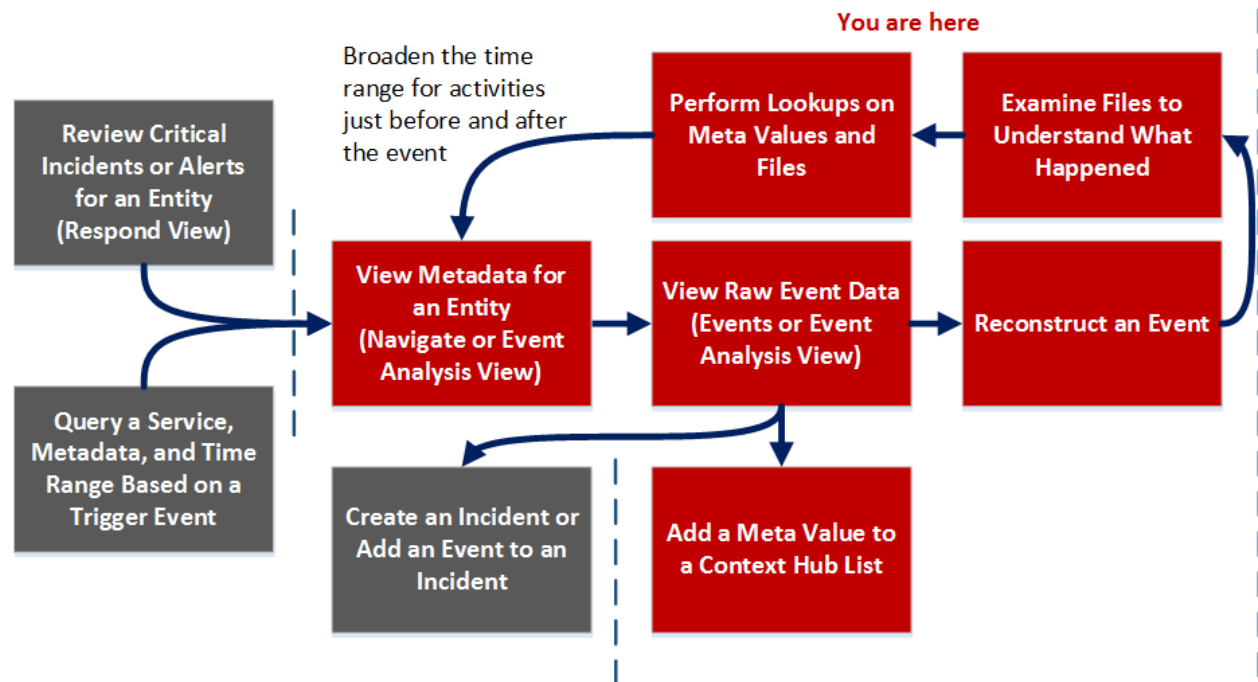 You are here
Broaden the time
range for activities
just before and after
the event
Perform Lookups on
Meta Values and
Files
Examine Files to
Understand What
Happened
Review Critical
Incidents or Alerts
for an Entity
(Respond View)
View Metadata for
an Entity
(Navigate or Event
Analysis View)
View Raw Event Data
(Events or Event
Analysis View)
Reconstruct an Event
Query a Service,
Metadata, and Time
Range Based on a
Trigger Event
Create an Incident or
Add an Event to an
Incident
Add a Meta Value to
a Context Hub List